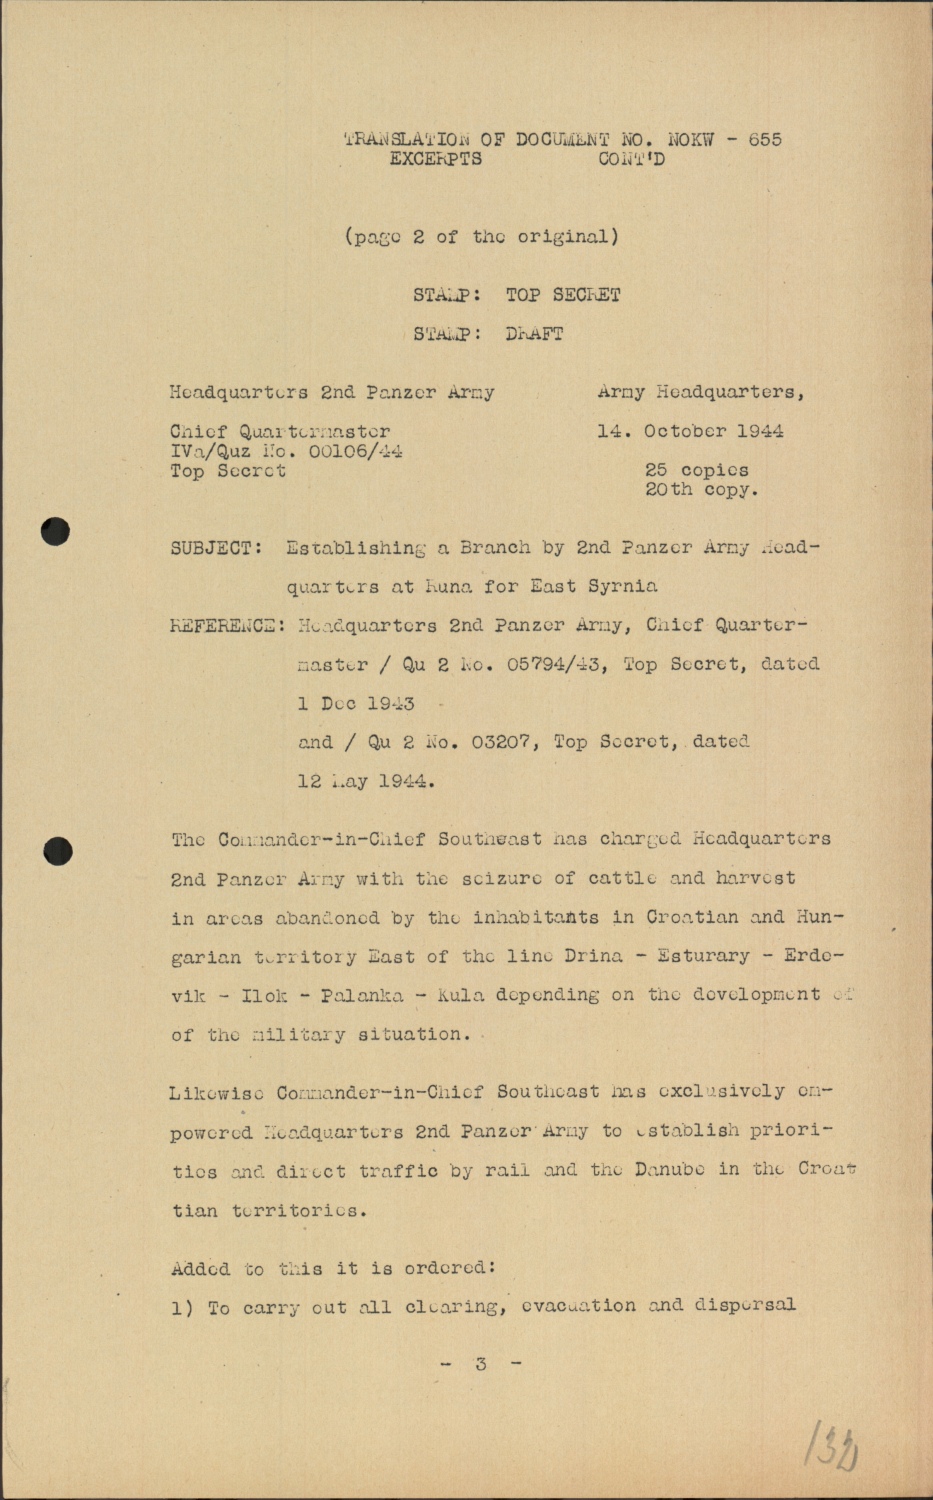 TRANSLATION OF DOCUMENT NO. NOKW - 655
EXCERPTS CONT'D
(page 2 of the original)
STAMP: TOP SECRET
STAMP: DRAFT
Headquarters 2nd Panzer Army Army Headquarters,
Chief Quartermaster 14. October 1944
IVa/Quz No. 00106/44
Top Secret 25 copies
20th copy.
SUBJECT: Establishing a Branch by 2nd Panzer Army Head-
quarters at Runa for East Syrnia
REFERENCE: Headquarters 2nd Panzer Army, Chief Quarter-
master / Qu 2 No. 05794/43, Top Secret, dated
1 Dec 1943
and / Qu 2 No. 03207, Top Secret, dated
12 May 1944.
The Commander-in-Chief Southeast has charged Headquarters
2nd Panzer Army with the seizure of cattle and harvest
in areas abandoned by the inhabitants in Croatian and Hun-
garian territory East of the line Drina - Esturary - Erde-
vik - Ilok - Palanka - Kula depending on the development of
of the military situation.
Likewise Commander-in-Chief Southeast has exclusively em-
powered Headquarters 2nd Panzer Army to establish priori-
ties and direct traffic by rail and the Danube in the Croat
tian territories.
Added to this it is ordered:
1) To carry out all clearing, evacuation and dispersal
- 3 -
132